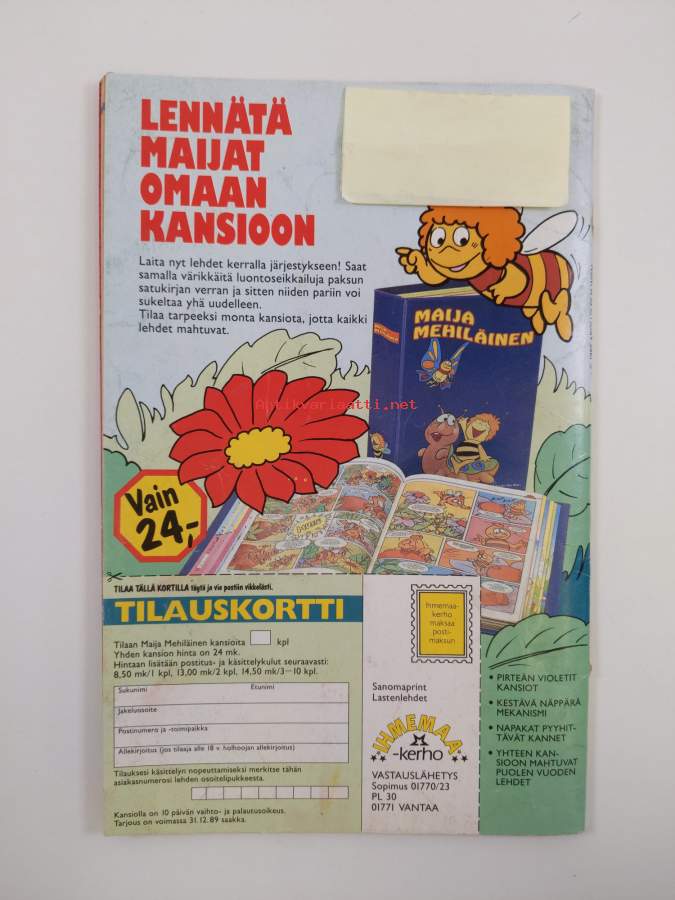 LENNÄTÄ
MAIJAT
OMAAN
KANSIOON
Laita nyt lehdet kerralla järjestykseen! Saat
samalla värikkäitä luontoseikkailuja paksun
satukirjan verran ja sitten niiden pariin voi
sukeltaa yhä uudelleen.
Tilaa tarpeeksi monta kansiota, jotta kaikki
lehdet mahtuvat.
MAIJA
MEHILÄINEN
Antikvariaatti.net
Vain
24,-
TILAA TÄLLÄ KORTILLA täytä ja vie postiin vikkelästi.
TILAUSKORTTI
Tilaan Maija Mehiläinen kansioita kpl
Yhden kansion hinta on 24 mk.
Hintaan lisätään postitus- ja käsittelykulut seuraavasti:
8,50 mk/1 kpl, 13,00 mk/2 kpl, 14,50 mk/3—10 kpl.
Sukunimi Etunimi
Jakeluosoite
Postinumero ja -toimipaikka
Allekirjoitus (jos tilaaja alle 18 v. holhoojan allekirjoitus)
Tilauksesi käsittelyn nopeuttamiseksi merkitse tähän
asiakasnumerosi lehden osoitelipukkeesta.
Kansiolla on 10 päivän vaihto- ja palautusoikeus.
Tarjous on voimassa 31.12.89 saakka.
Ihmemaa-
kerho
maksaa
posti-
maksun
Sanomaprint
Lastenlehdet
IHMEMAA
-kerho
VASTAUSLÄHETYS
Sopimus 01770/23
PL 30
01771 VANTAA
• PIRTEÄN VIOLETIT
KANSIOT
• KESTÄVÄ NÄPPÄRÄ
MEKANISMI
• NAPAKAT PYYHIT-
TÄVÄT KANNET
• YHTEEN KAN-
SIOON MAHTUVAT
PUOLEN VUODEN
LEHDET